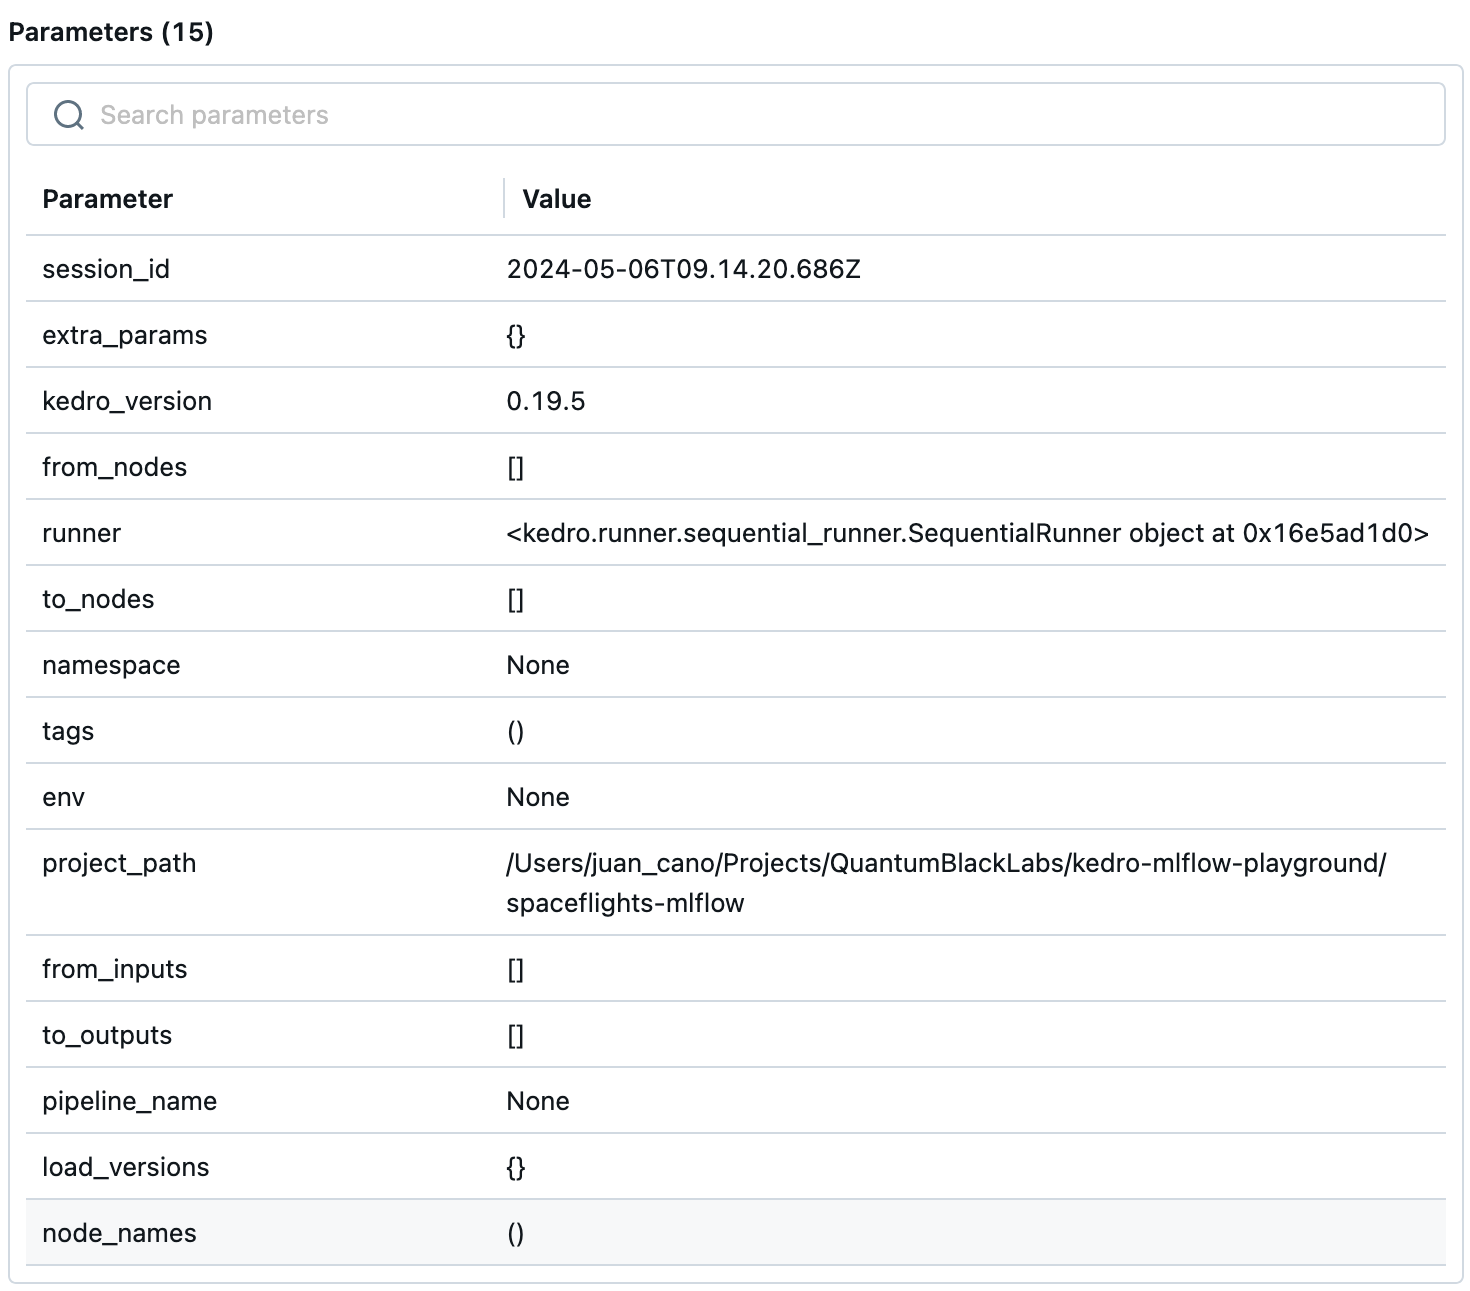 Parameters (15)
Search parameters
Parameter Value
session_id 2024-05-06T09.14.20.686Z
extra_params {}
kedro_version 0.19.5
from_nodes []
runner <kedro.runner.sequential_runner.SequentialRunner object at 0x16e5ad1d0>
to_nodes []
namespace None
tags ()
env None
project_path /Users/juan_cano/Projects/QuantumBlackLabs/kedro-mlflow-playground/
spaceflights-mlflow
from_inputs []
to_outputs []
pipeline_name None
load_versions {}
node_names ()